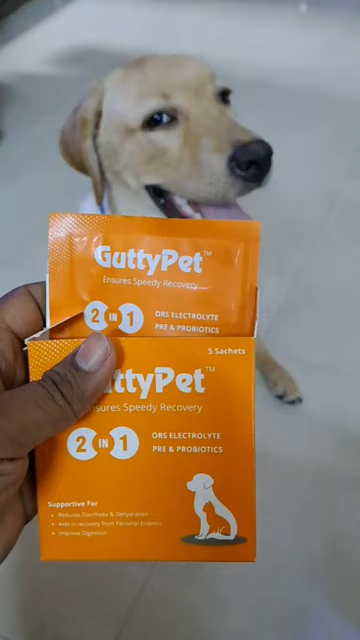 GuttyPet™
Ensures Speedy Recovery
2 IN 1
ORS ELECTROLYTE
PRE & PROBIOTICS
5 Sachets
ttyPet™
sures Speedy Recovery
2 IN 1
ORS ELECTROLYTE
PRE & PROBIOTICS
Supportive For
• Reduces Diarrhoea & Dehydration
• Aids in recovery from Parvoviral Enteritis
• Improve Digestion